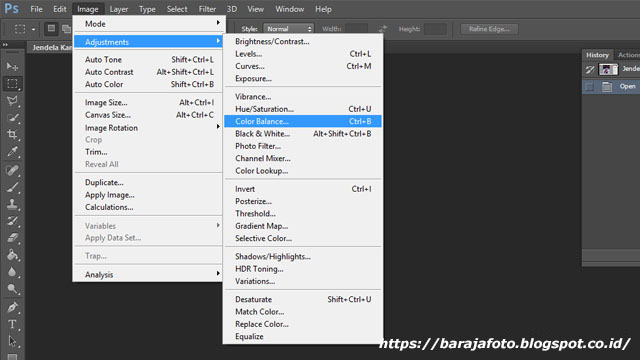 Ps File Edit Image Layer Type Select Filter 3D View Window Help
Style: Normal Width: Height: Refine Edge...
Jendela Kam
Mode
Adjustments
Auto Tone Shift+Ctrl+L
Auto Contrast Alt+Shift+Ctrl+L
Auto Color Shift+Ctrl+B
Image Size... Alt+Ctrl+I
Canvas Size... Alt+Ctrl+C
Image Rotation
Crop
Trim...
Reveal All
Duplicate...
Apply Image...
Calculations...
Variables
Apply Data Set...
Trap...
Analysis
Brightness/Contrast...
Levels... Ctrl+L
Curves... Ctrl+M
Exposure...
Vibrance...
Hue/Saturation... Ctrl+U
Color Balance... Ctrl+B
Black & White... Alt+Shift+Ctrl+B
Photo Filter...
Channel Mixer...
Color Lookup...
Invert Ctrl+I
Posterize...
Threshold...
Gradient Map...
Selective Color...
Shadows/Highlights...
HDR Toning...
Variations...
Desaturate Shift+Ctrl+U
Match Color...
Replace Color...
Equalize
History Actions
Jende
Open
T
https://barajafoto.blogspot.co.id/